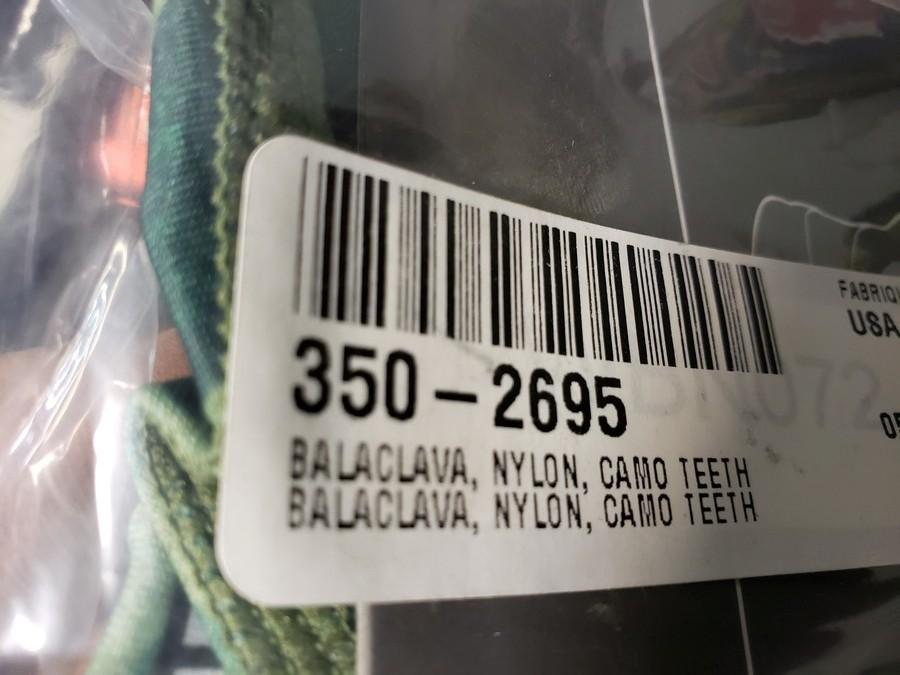 350-2695
BALACLAVA, NYLON, CAMO TEETH
BALACLAVA, NYLON, CAMO TEETH
USA